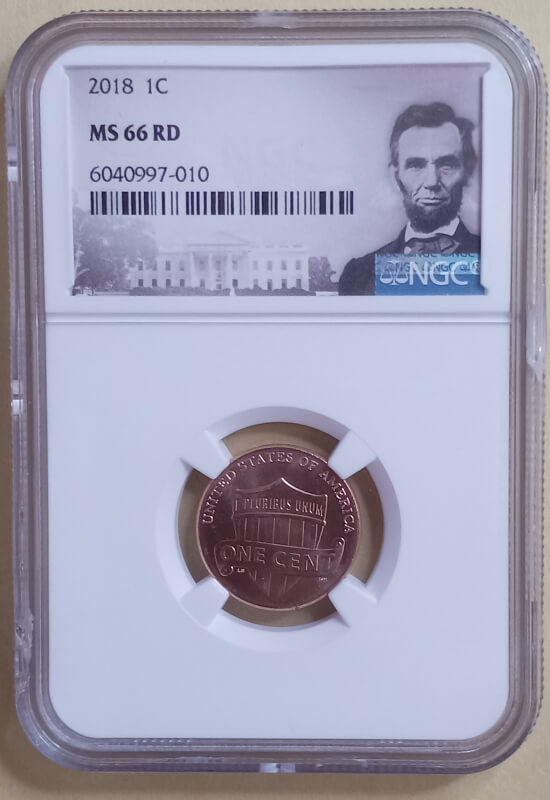 2018 1C
MS 66 RD
6040997-010
NGC
UNITED STATES OF AMERICA
E PLURIBUS UNUM
ONE CENT